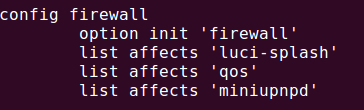 config firewall
        option init 'firewall'
        list affects 'luci-splash'
        list affects 'qos'
        list affects 'miniupnpd'